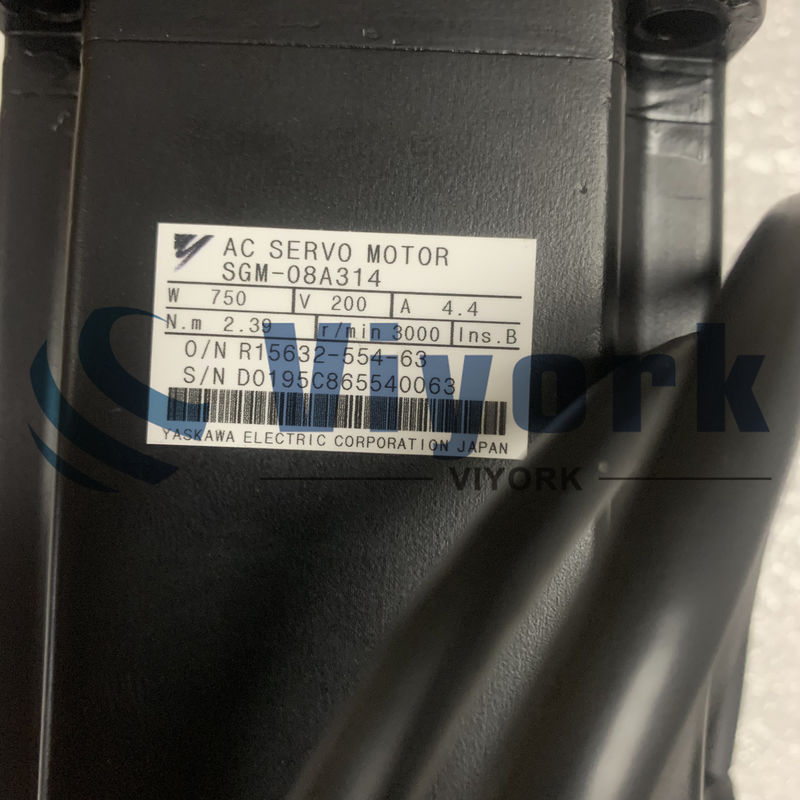 AC SERVO MOTOR
SGM-08A314
W 750 V 200 A 4.4
N.m 2.39 r/min 3000 Ins.B
O/N R15632-554-63
S/N D0195C865540063
YASKAWA ELECTRIC CORPORATION JAPAN
Viyork
VIYORK